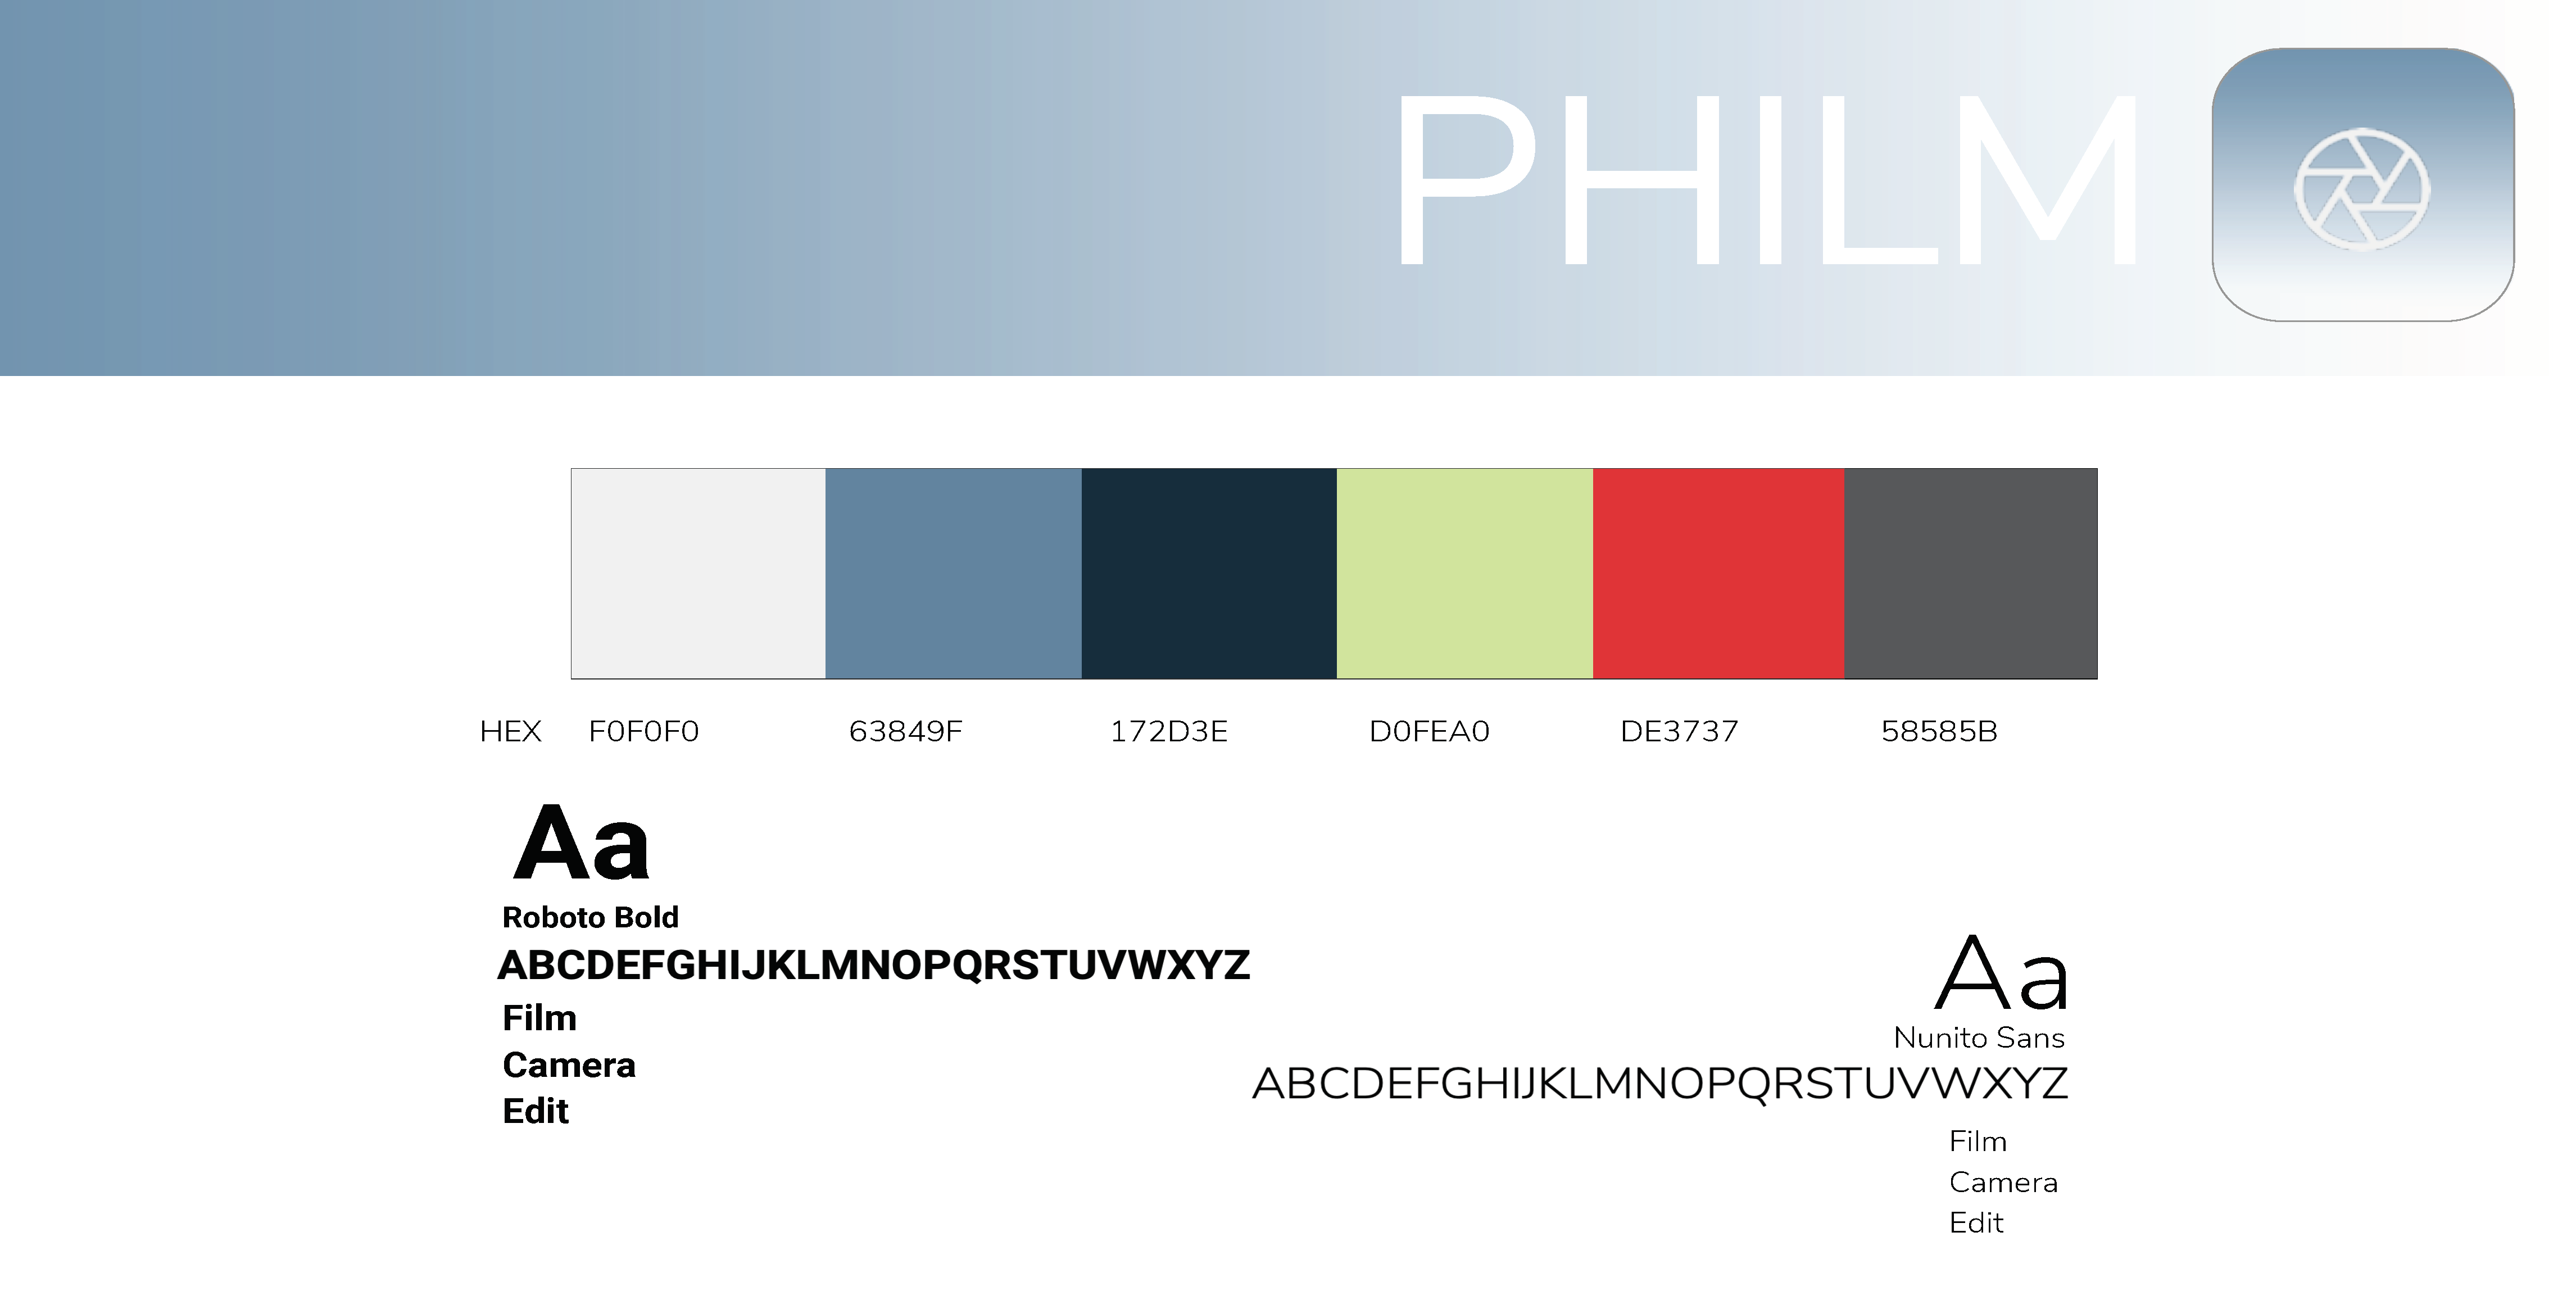 PHILM
HEX F0F0F0 63849F 172D3E D0FEA0 DE3737 58585B
Aa
Roboto Bold
ABCDEFGHIJKLMNOPQRSTUVWXYZ
Film
Camera
Edit
Aa
Nunito Sans
ABCDEFGHIJKLMNOPQRSTUVWXYZ
Film
Camera
Edit